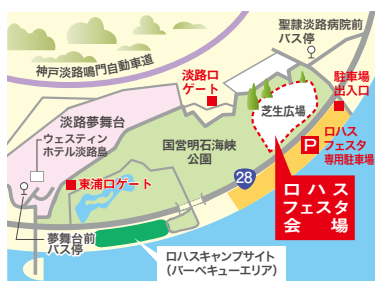 聖隷淡路病院前
バス停
神戸淡路鳴門自動車道
淡路口
ゲート
駐車場
出入口
芝生広場
淡路夢舞台
ウェスティン
ホテル淡路島
国営明石海峡
公園
P
ロハス
フェスタ
専用駐車場
東浦口ゲート
28
ロハス
フェスタ
会場
夢舞台前
バス停
ロハスキャンプサイト
（バーベキューエリア）